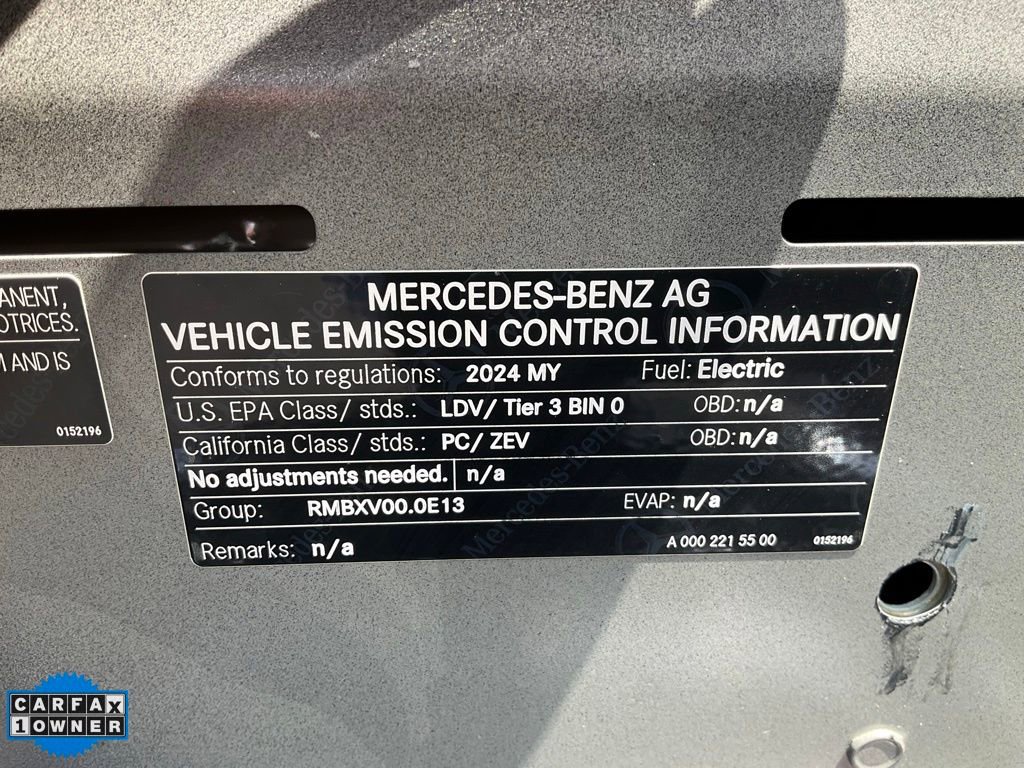 ANENT,
OTRICES.
M AND IS
0152196
MERCEDES-BENZ AG
VEHICLE EMISSION CONTROL INFORMATION
Conforms to regulations: 2024 MY Fuel: Electric
U.S. EPA Class/ stds.: LDV/ Tier 3 BIN 0 OBD: n/a
California Class/ stds.: PC/ ZEV OBD: n/a
No adjustments needed. n/a
Group: RMBXV00.0E13 EVAP: n/a
Remarks: n/a A 000 221 55 00 0152196
CARFAX
1 OWNER